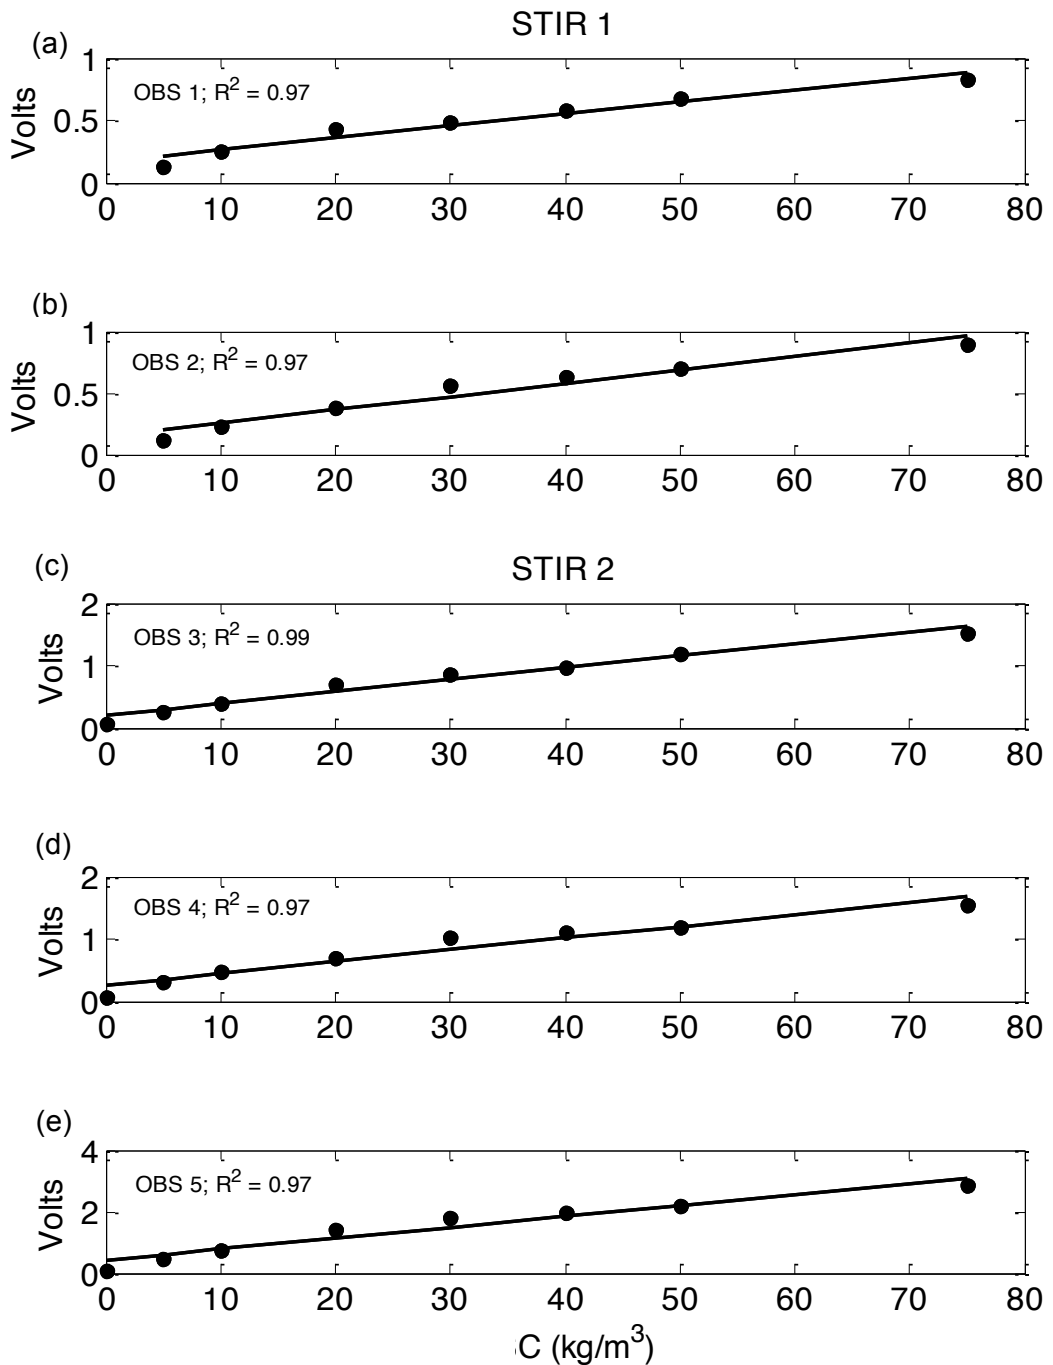 STIR 1
(a)
OBS 1; R² = 0.97
Volts
1
0.5
0
0 10 20 30 40 50 60 70 80
(b)
OBS 2; R² = 0.97
Volts
1
0.5
0
0 10 20 30 40 50 60 70 80
(c)
STIR 2
OBS 3; R² = 0.99
Volts
2
1
0
0 10 20 30 40 50 60 70 80
(d)
OBS 4; R² = 0.97
Volts
2
1
0
0 10 20 30 40 50 60 70 80
(e)
OBS 5; R² = 0.97
Volts
4
2
0
0 10 20 30 40 50 60 70 80
(kg/m³)